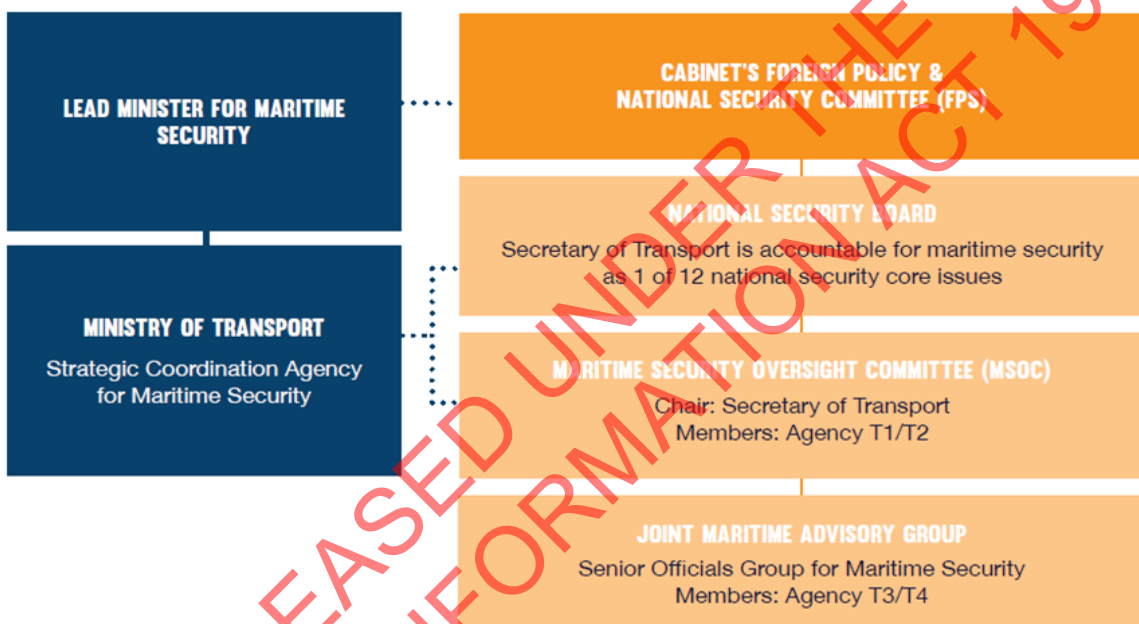 LEAD MINISTER FOR MARITIME
SECURITY
MINISTRY OF TRANSPORT
Strategic Coordination Agency
for Maritime Security
CABINET'S FOREIGN POLICY &
NATIONAL SECURITY COMMITTEE (FPS)
NATIONAL SECURITY BOARD
Secretary of Transport is accountable for maritime security
as 1 of 12 national security core issues
MARITIME SECURITY OVERSIGHT COMMITTEE (MSOC)
Chair: Secretary of Transport
Members: Agency T1/T2
JOINT MARITIME ADVISORY GROUP
Senior Officials Group for Maritime Security
Members: Agency T3/T4
EASED UNDER THE
NFORMATION ACT 19